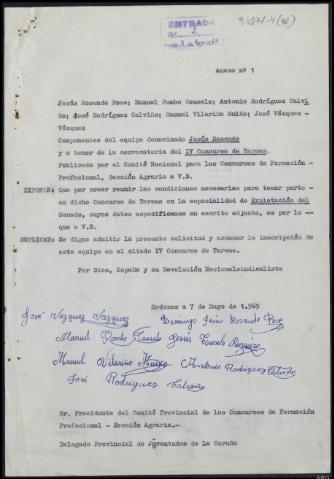 ENTRADA
Nº 2
94871-4(46)
Anexo nº 1
Jesús Rosende Pose; Manuel Pombo Couselo; Antonio Rodríguez Calvi
ño; José Rodríguez Calviño; Manuel Vilariño Muiño; José Vázquez-
Vázquez
Componentes del equipo denominado Jesús Rosende
y a tenor de la convocatoria del IV Concurso de Tareas.
Publicada por el Comité Nacional para los Concursos de Formación-
Profesional, Sección Agraria a V.S.
EXPONEN: Que por creer reunir las condiciones necesarias para tomar parte-
en dicho Concurso de Tareas en la especialidad de Explotación del
Ganado, cuyos datos especificamos en escrito adjunto, es por lo --
que a V.S.
SUPLICAN: Se digne admitir la presente solicitud y ordenar la inscripción de
este equipo en el citado IV Concurso de Tareas.
Por Dios, España y su Revolución Nacionalsindicalista
Ordenes a 7 de Mayo de 1.969
José Vázquez Vázquez
Domingo Jesús Rosende Pose
Manuel Pombo Couselo Jesús
Manuel Vilariño Muiño Antonio Rodríguez Calviño
José Rodríguez Calviño
Sr. Presidente del Comité Provincial de los Concursos de Formación
Profesional - Sección Agraria.-
Delegado Provincial de Juventudes de La Coruña